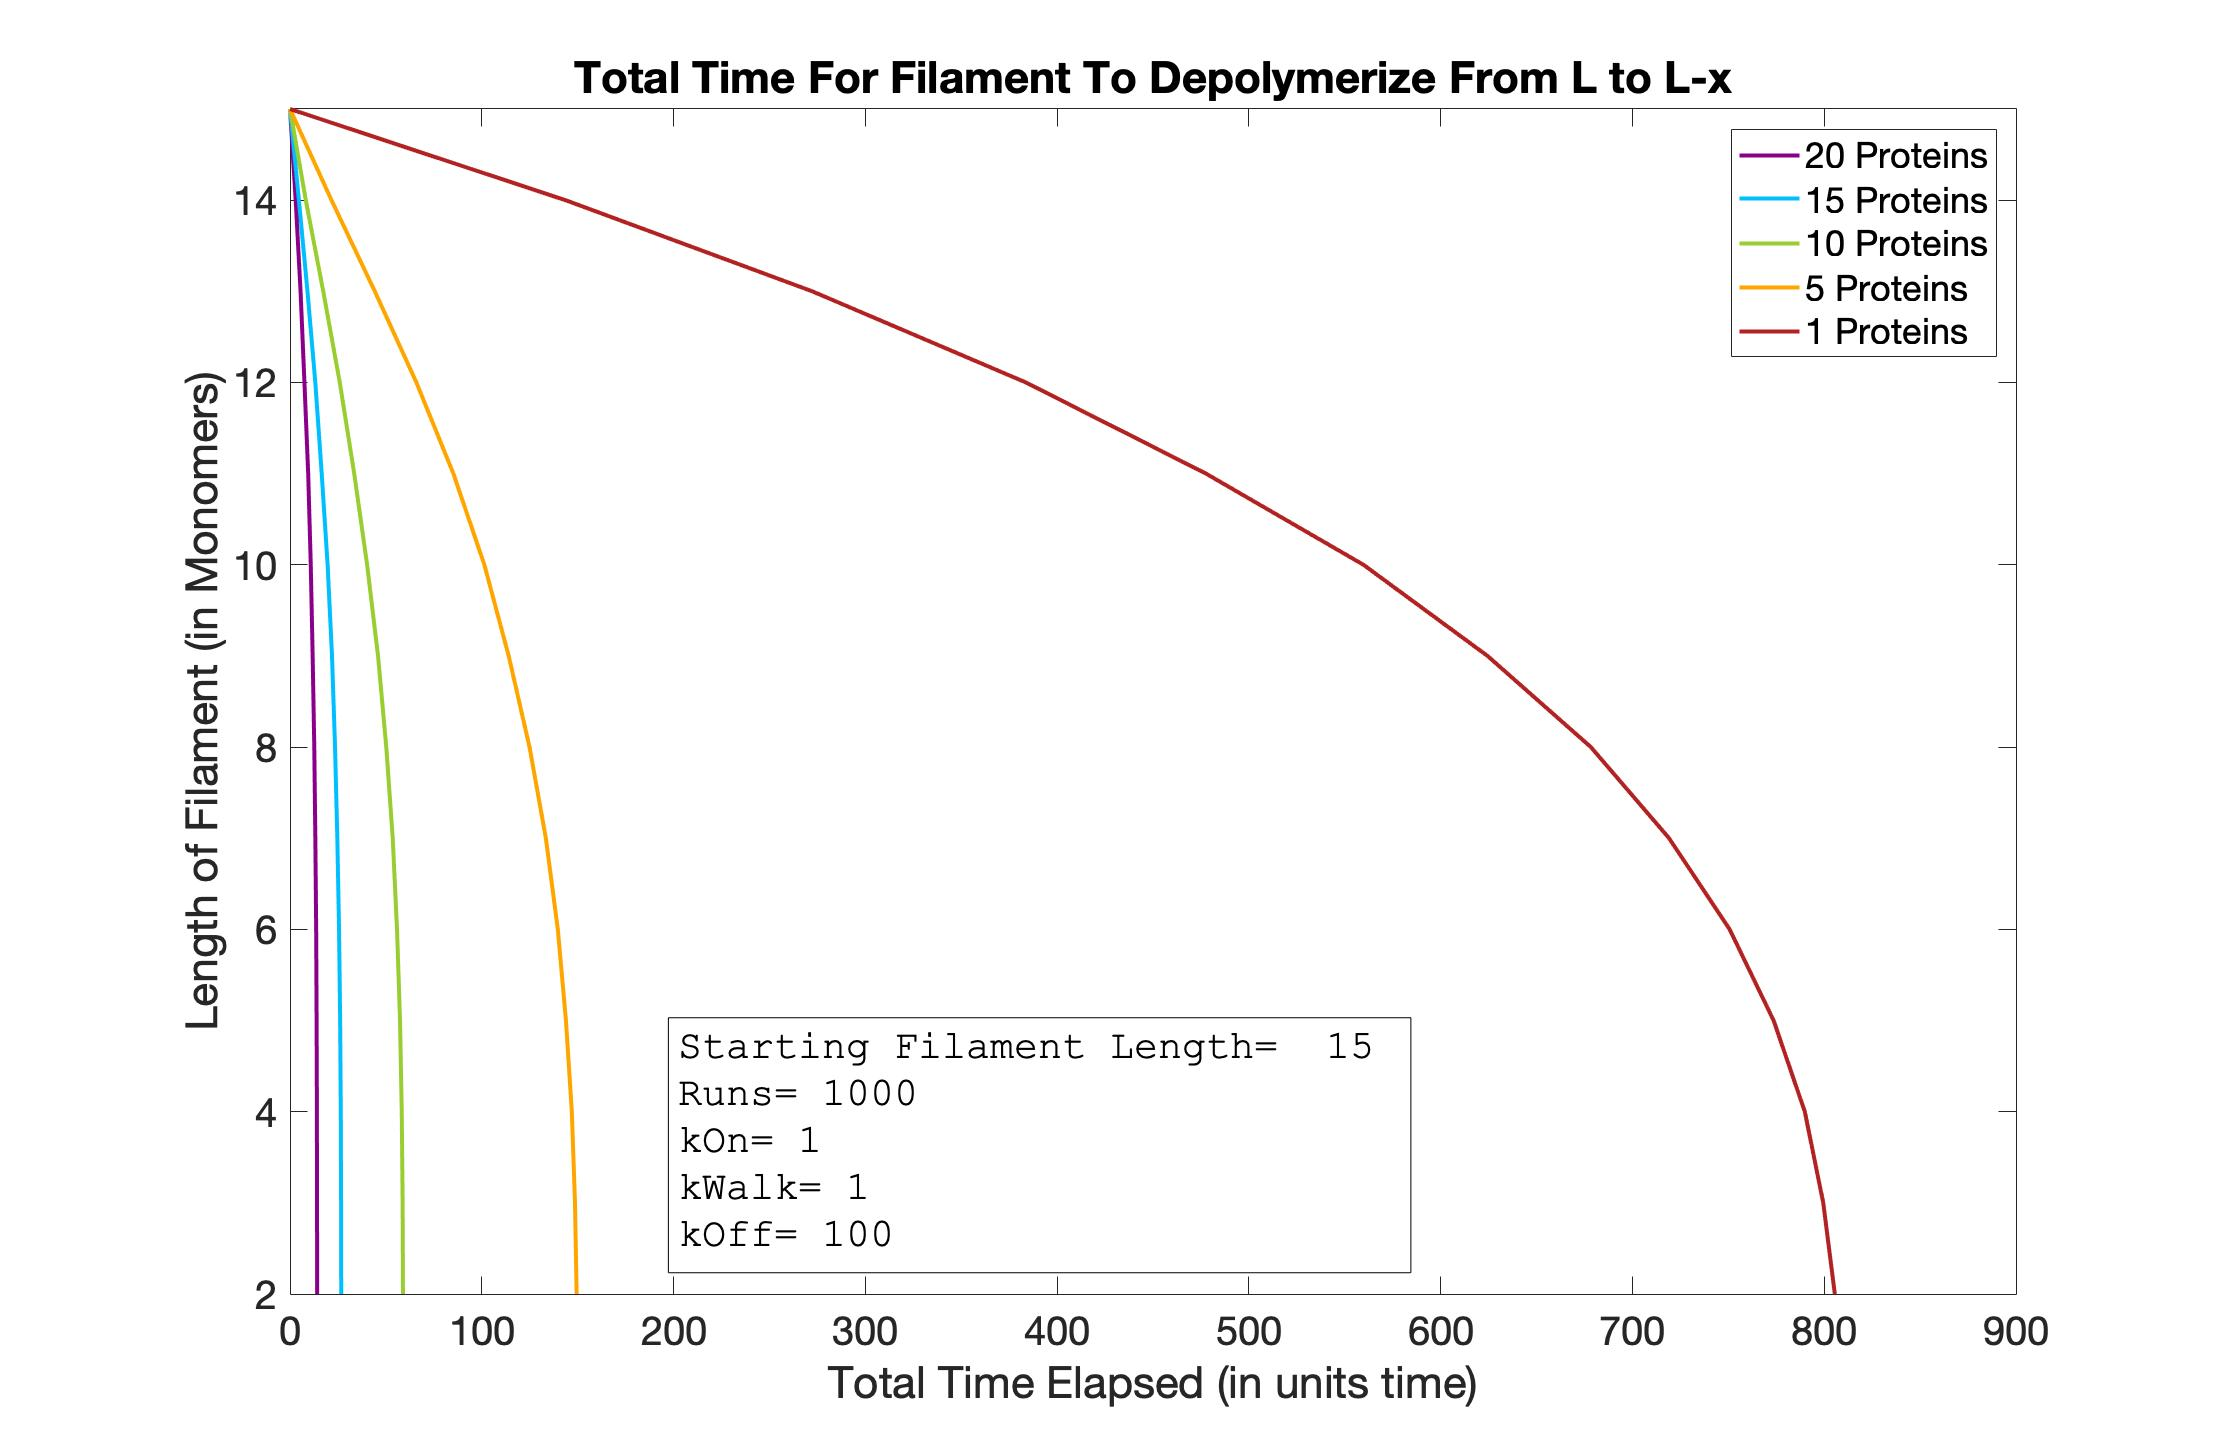 Total Time For Filament To Depolymerize From L to L-x
20 Proteins
15 Proteins
10 Proteins
5 Proteins
1 Proteins
Length of Filament (in Monomers)
14
12
10
8
6
4
2
Starting Filament Length=  15
Runs= 1000
kOn= 1
kWalk= 1
kOff= 100
0 100 200 300 400 500 600 700 800 900
Total Time Elapsed (in units time)